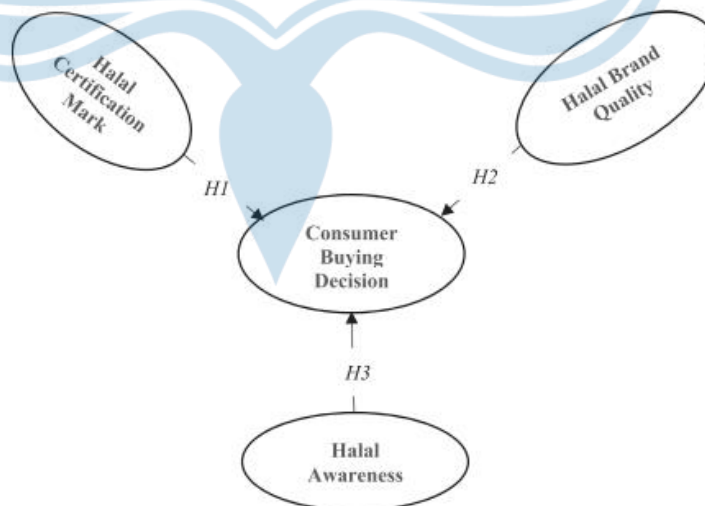 Halal
Certification
Mark
Halal Brand
Quality
H1
H2
Consumer
Buying
Decision
H3
Halal
Awareness